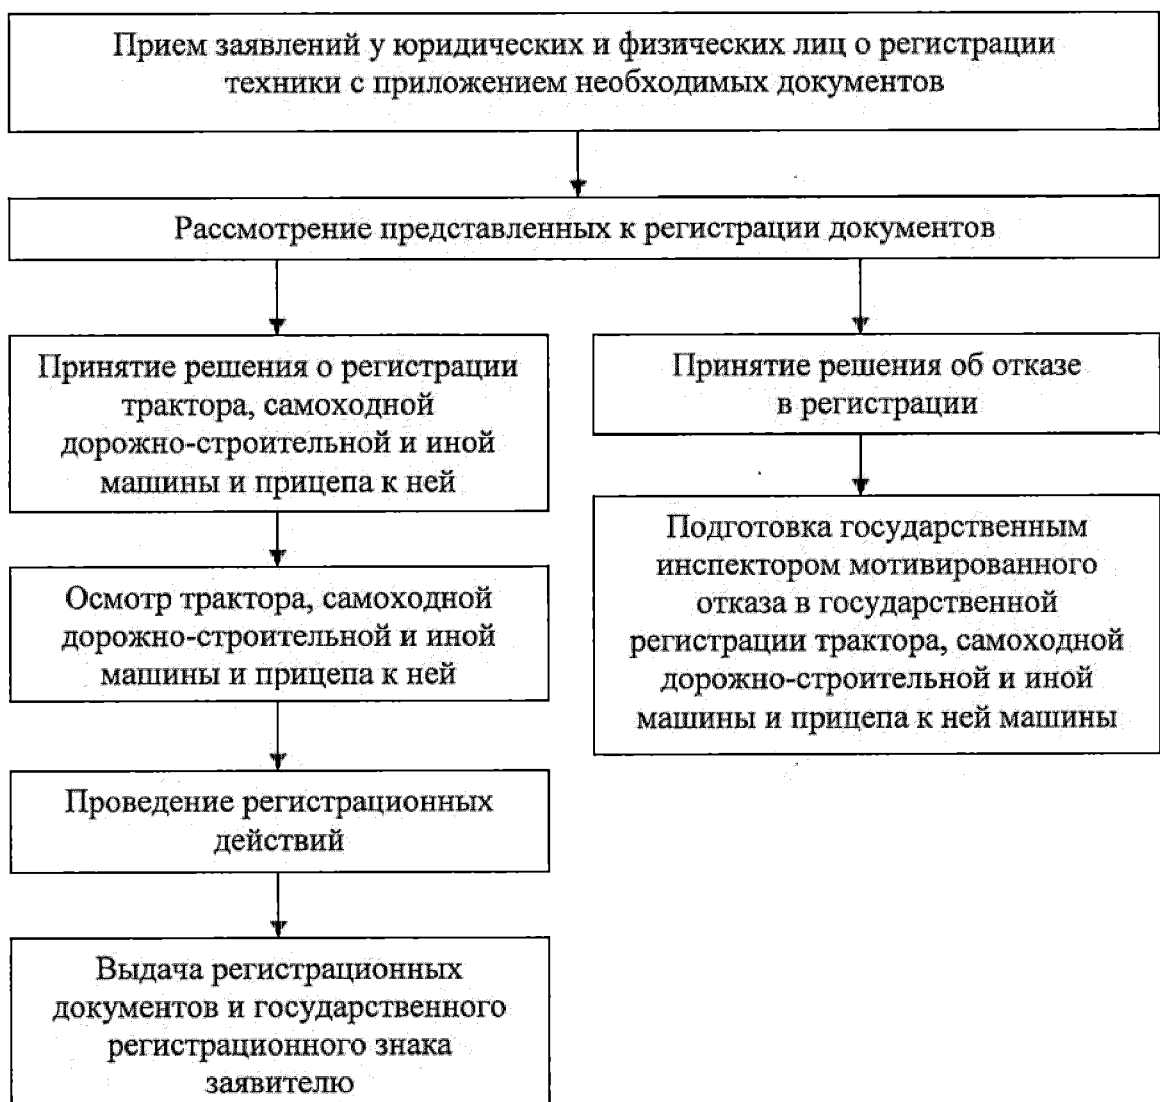 Прием заявлений у юридических и физических лиц о регистрации
техники с приложением необходимых документов
Рассмотрение представленных к регистрации документов
Принятие решения о регистрации
трактора, самоходной
дорожно-строительной и иной
машины и прицепа к ней
Осмотр трактора, самоходной
дорожно-строительной и иной
машины и прицепа к ней
Проведение регистрационных
действий
Выдача регистрационных
документов и государственного
регистрационного знака
заявителю
Принятие решения об отказе
в регистрации
Подготовка государственным
инспектором мотивированного
отказа в государственной
регистрации трактора, самоходной
дорожно-строительной и иной
машины и прицепа к ней машины